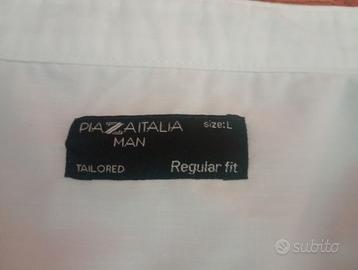 PIAZZAITALIA size: L
MAN
TAILORED Regular fit
subito